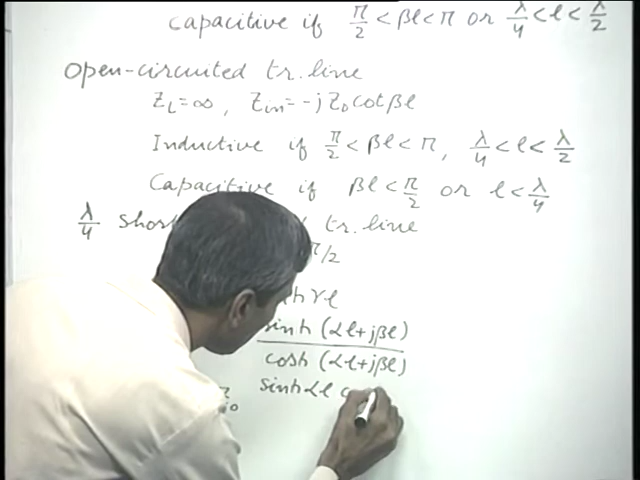 capacitive if π/2 < βl < π or λ/4 < l < λ/2
Open-circuited tr. line
Z_L = ∞, Z_in = -j Z_0 cot βl
Inductive if π/2 < βl < π, λ/4 < l < λ/2
Capacitive if βl < π/2 or l < λ/4
λ/4 Short tr. line
π/2
γl
sinh (αl+jβl)
cosh (αl+jβl)
sinh αl